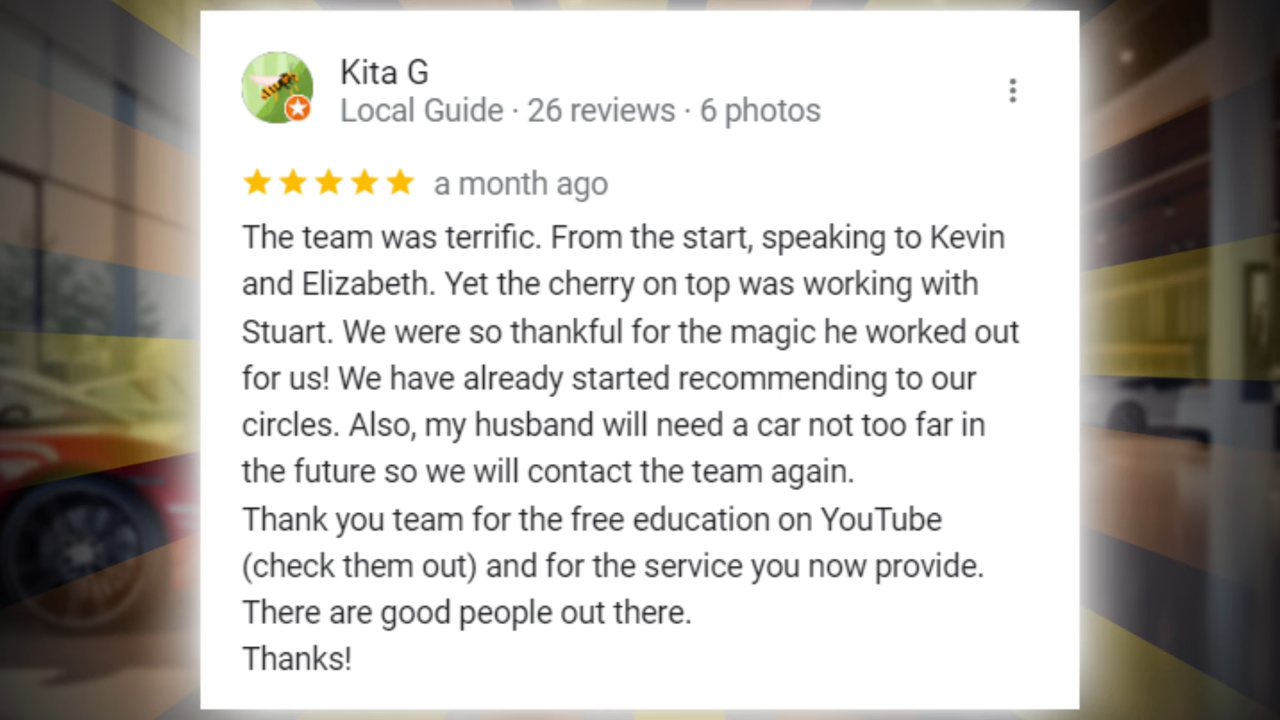 Kita G
Local Guide · 26 reviews · 6 photos
a month ago
The team was terrific. From the start, speaking to Kevin
and Elizabeth. Yet the cherry on top was working with
Stuart. We were so thankful for the magic he worked out
for us! We have already started recommending to our
circles. Also, my husband will need a car not too far in
the future so we will contact the team again.
Thank you team for the free education on YouTube
(check them out) and for the service you now provide.
There are good people out there.
Thanks!